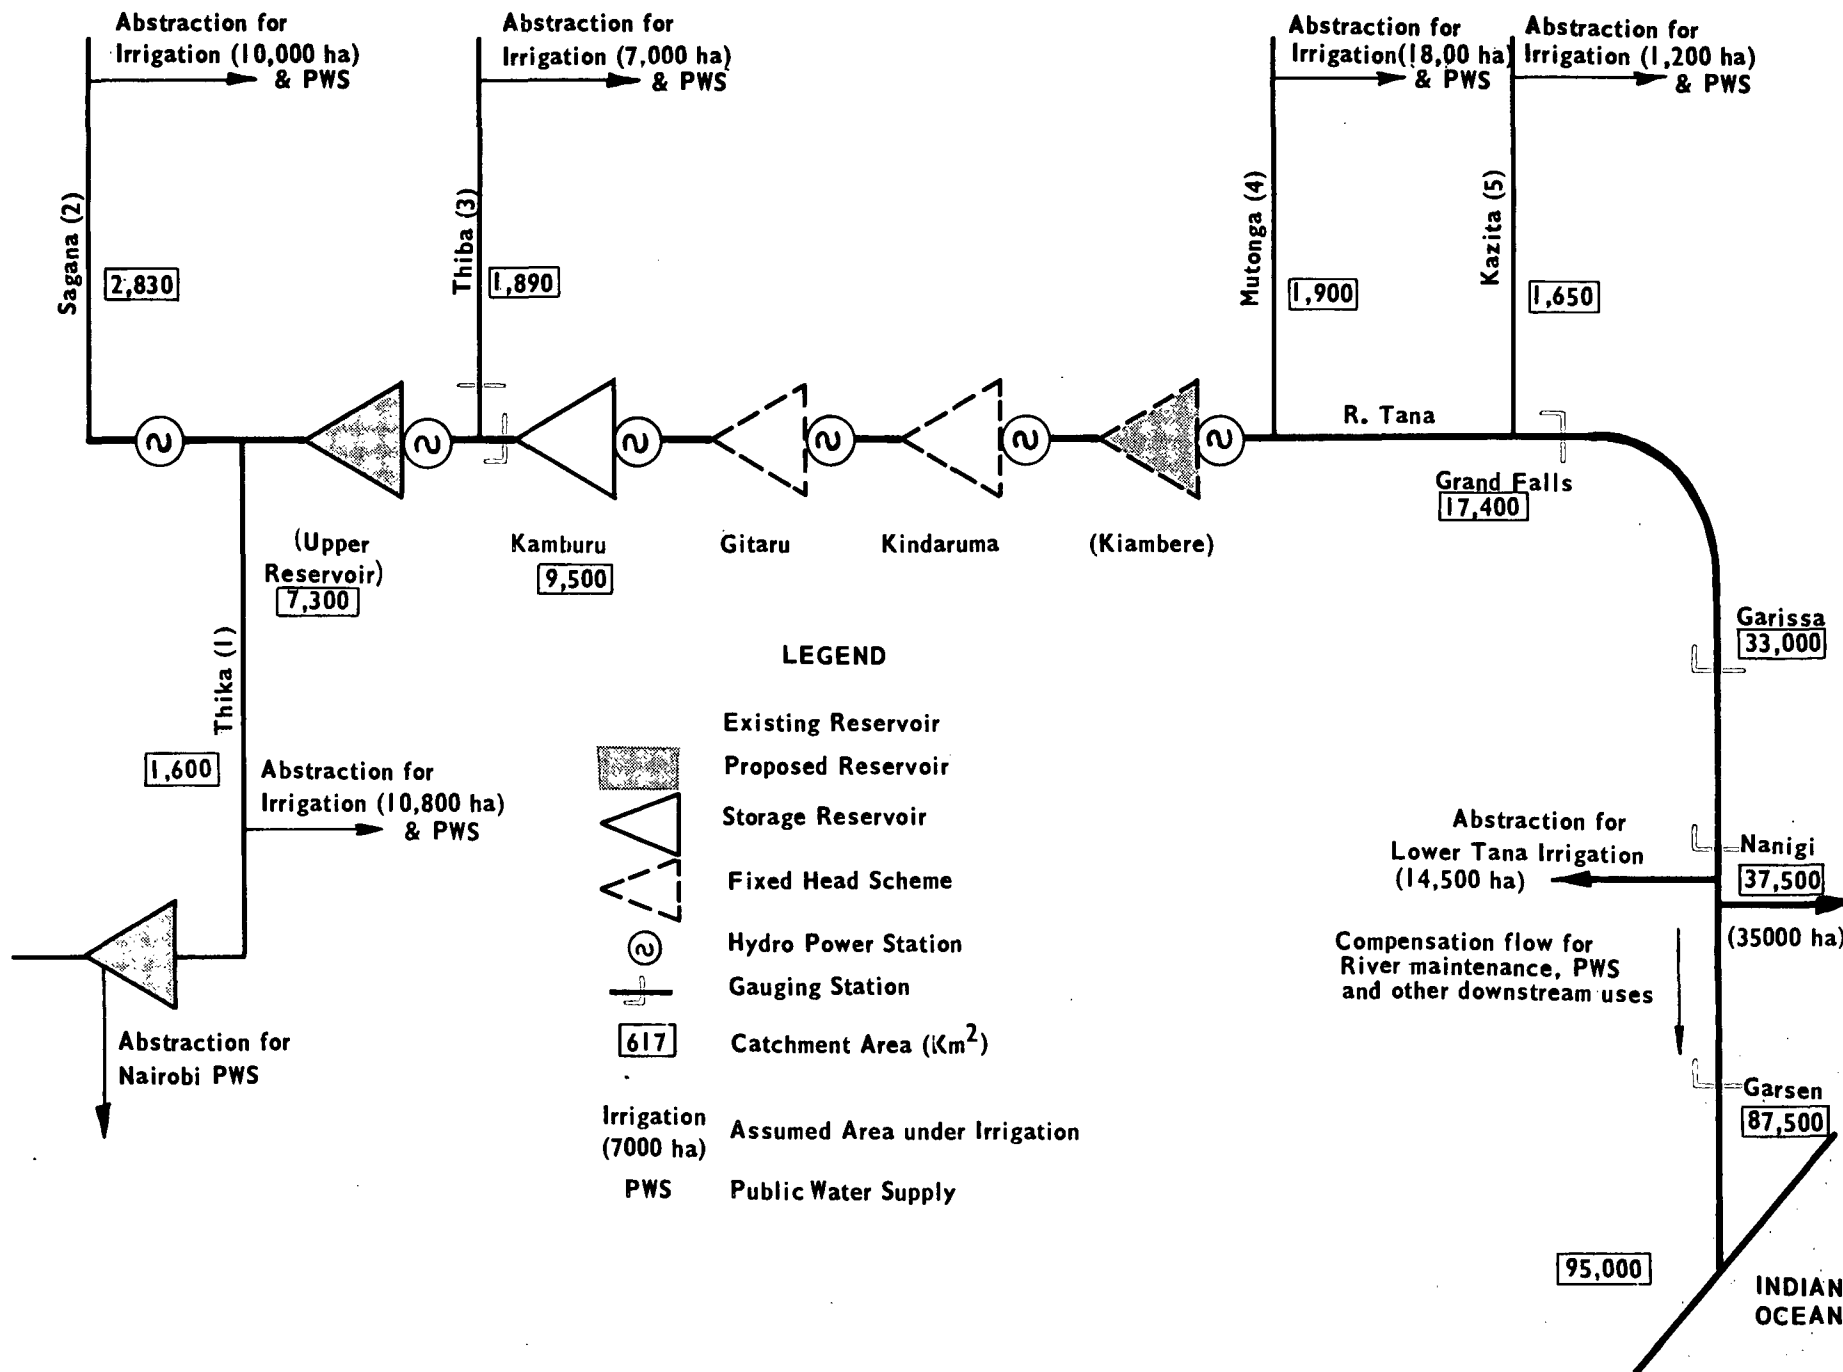 Abstraction for
Irrigation (10,000 ha)
& PWS
Abstraction for
Irrigation (7,000 ha)
& PWS
Abstraction for
Irrigation (18,00 ha)
& PWS
Abstraction for
Irrigation (1,200 ha)
& PWS
Sagana (2)
2,830
Thiba (3)
1,890
Mutonga (4)
1,900
Kazita (5)
1,650
R. Tana
Grand Falls
17,400
(Upper
Reservoir)
7,300
Kamburu
9,500
Gitaru
Kindaruma
(Kiambere)
Thika (1)
1,600
Abstraction for
Irrigation (10,800 ha)
& PWS
Abstraction for
Nairobi PWS
LEGEND
Existing Reservoir
Proposed Reservoir
Storage Reservoir
Fixed Head Scheme
Hydro Power Station
Gauging Station
617 Catchment Area (Km²)
Irrigation
(7000 ha) Assumed Area under Irrigation
PWS Public Water Supply
Garissa
33,000
Nanigi
37,500
Abstraction for
Lower Tana Irrigation
(14,500 ha)
(35000 ha)
Compensation flow for
River maintenance, PWS
and other downstream uses
Garsen
87,500
95,000
INDIAN
OCEAN